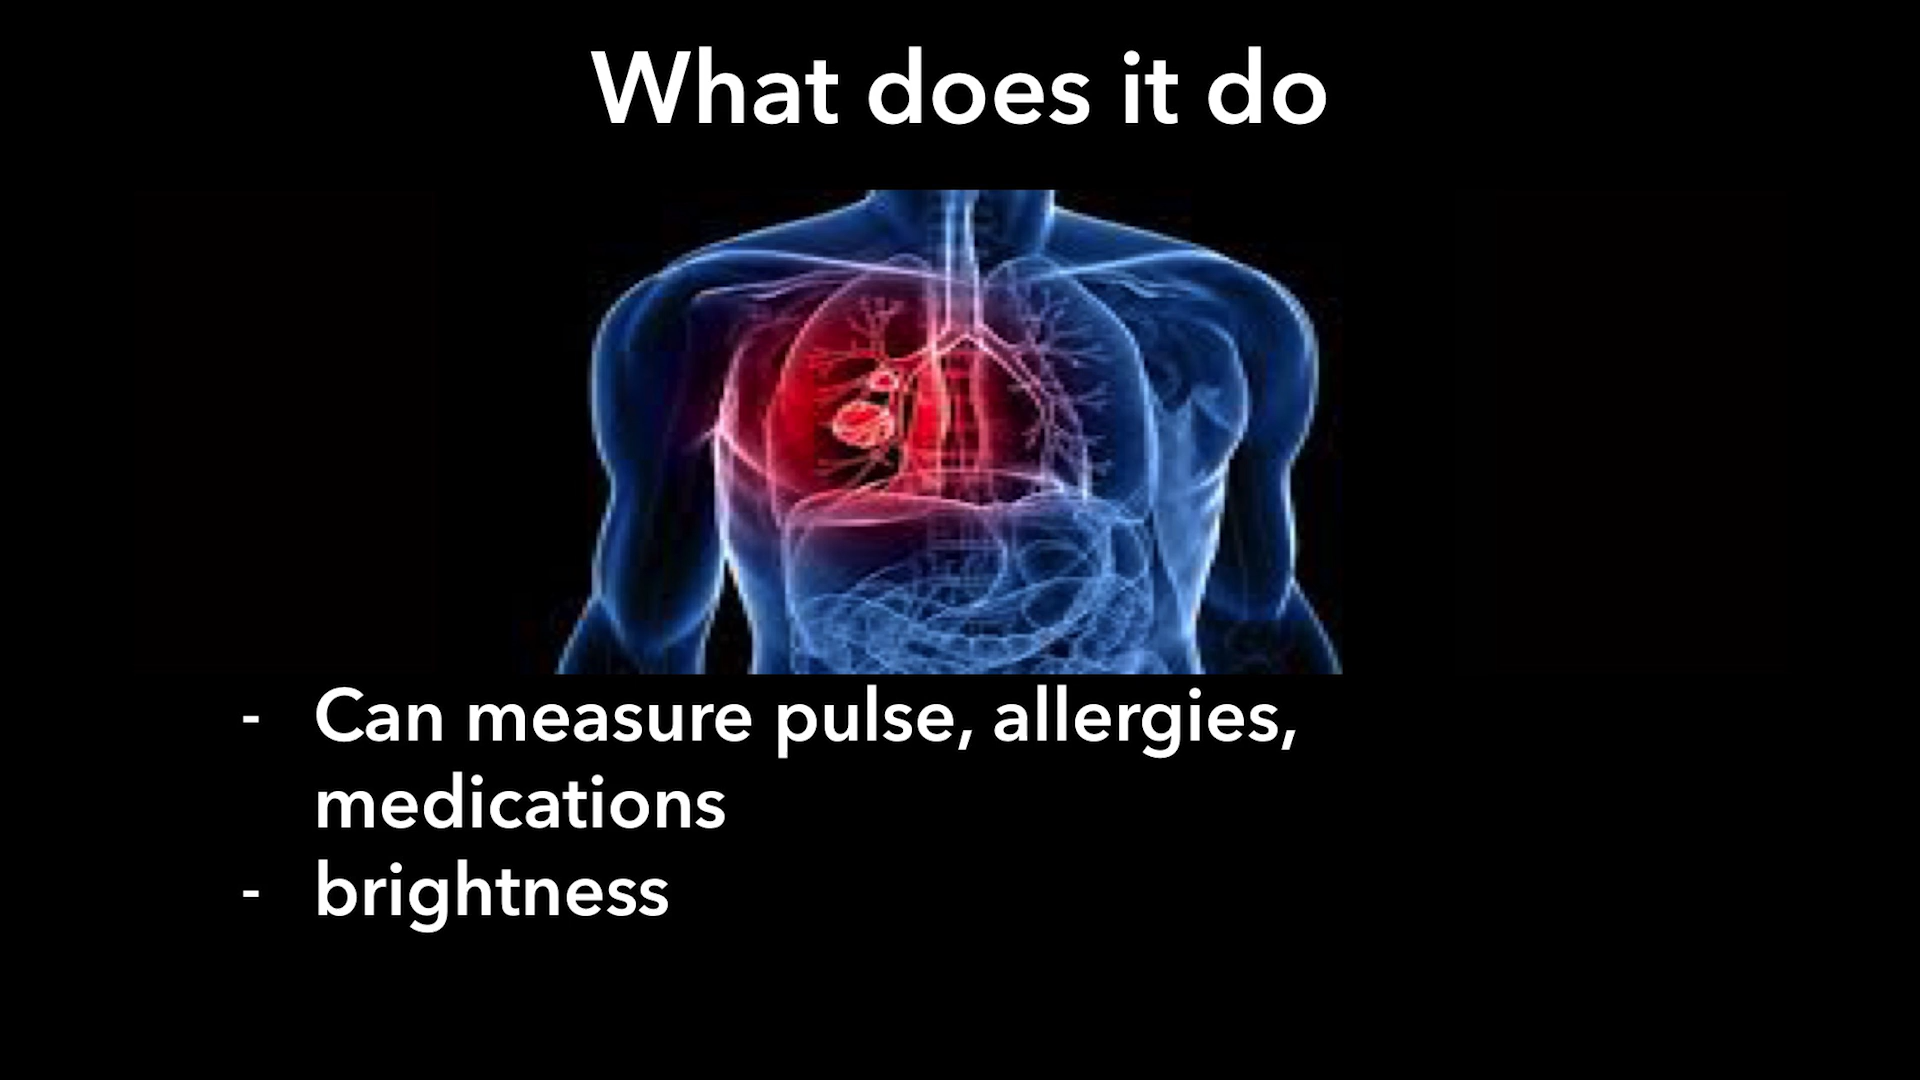 What does it do
- Can measure pulse, allergies,
medications
- brightness